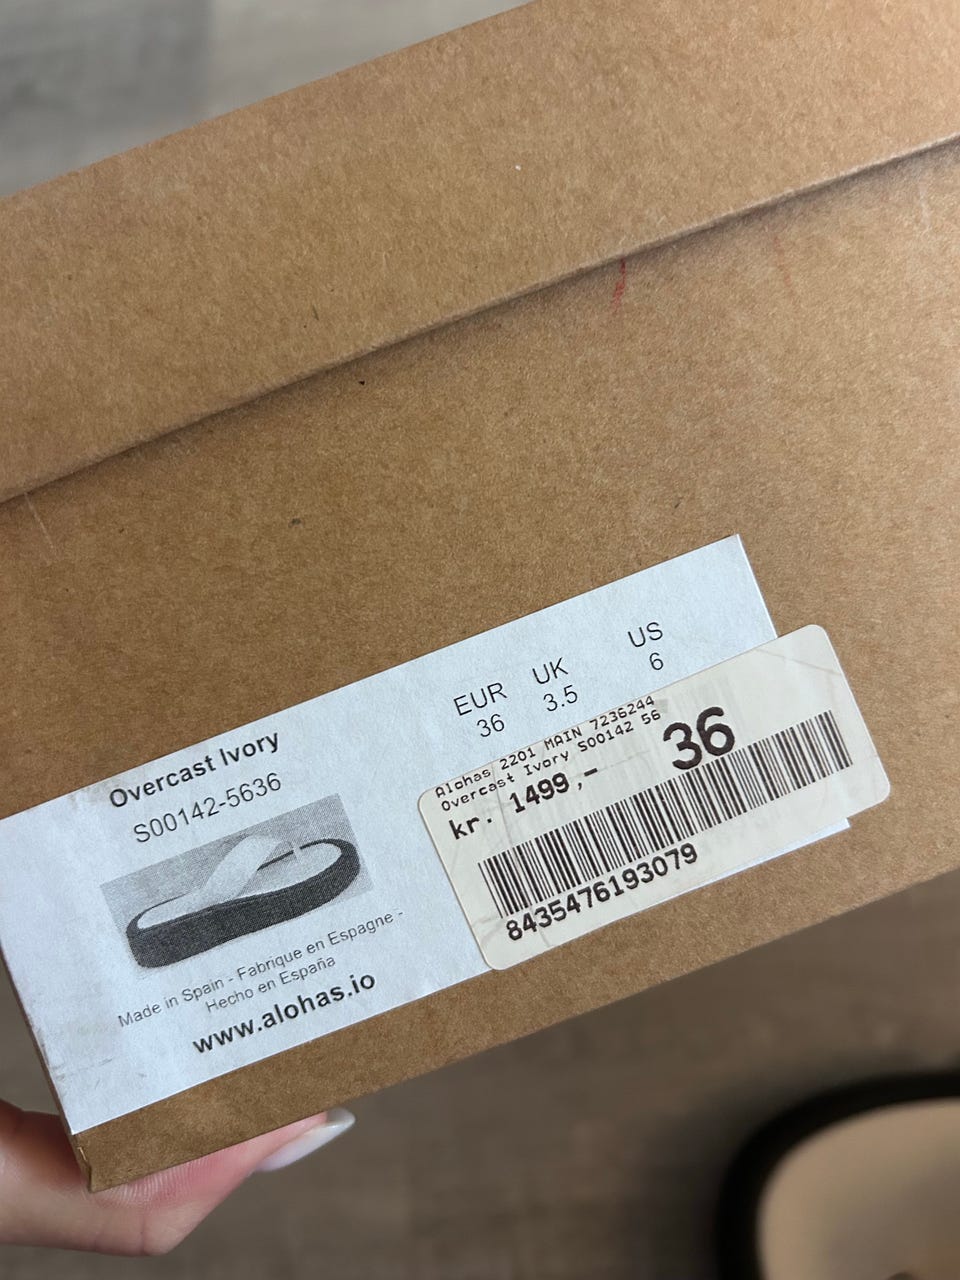 Overcast Ivory
S00142-5636
EUR UK US
36 3.5 6
Made in Spain - Fabrique en Espagne -
Hecho en España
www.alohas.io
Alohas 2201 MAIN 7236244
Overcast Ivory S00142 56
kr. 1499,- 36
8435476193079